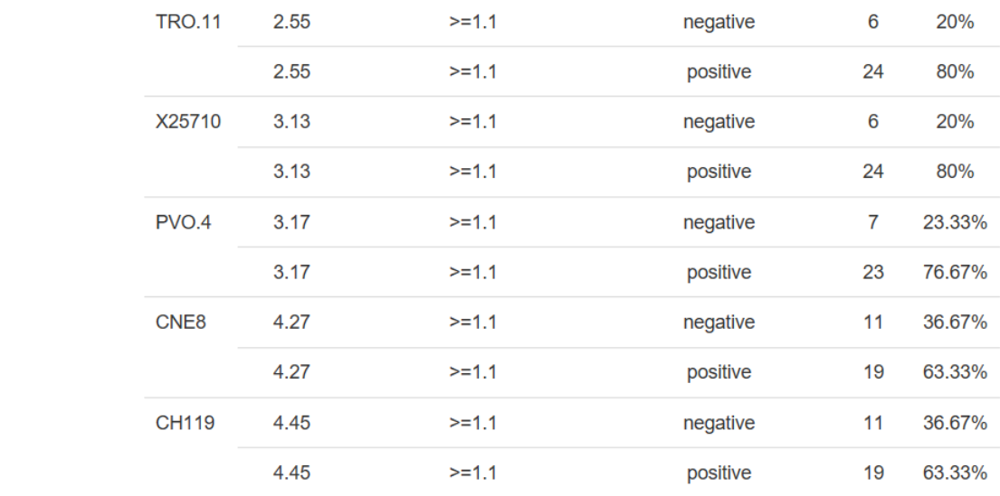 TRO.11 2.55 >=1.1 negative 6 20%
2.55 >=1.1 positive 24 80%
X25710 3.13 >=1.1 negative 6 20%
3.13 >=1.1 positive 24 80%
PVO.4 3.17 >=1.1 negative 7 23.33%
3.17 >=1.1 positive 23 76.67%
CNE8 4.27 >=1.1 negative 11 36.67%
4.27 >=1.1 positive 19 63.33%
CH119 4.45 >=1.1 negative 11 36.67%
4.45 >=1.1 positive 19 63.33%